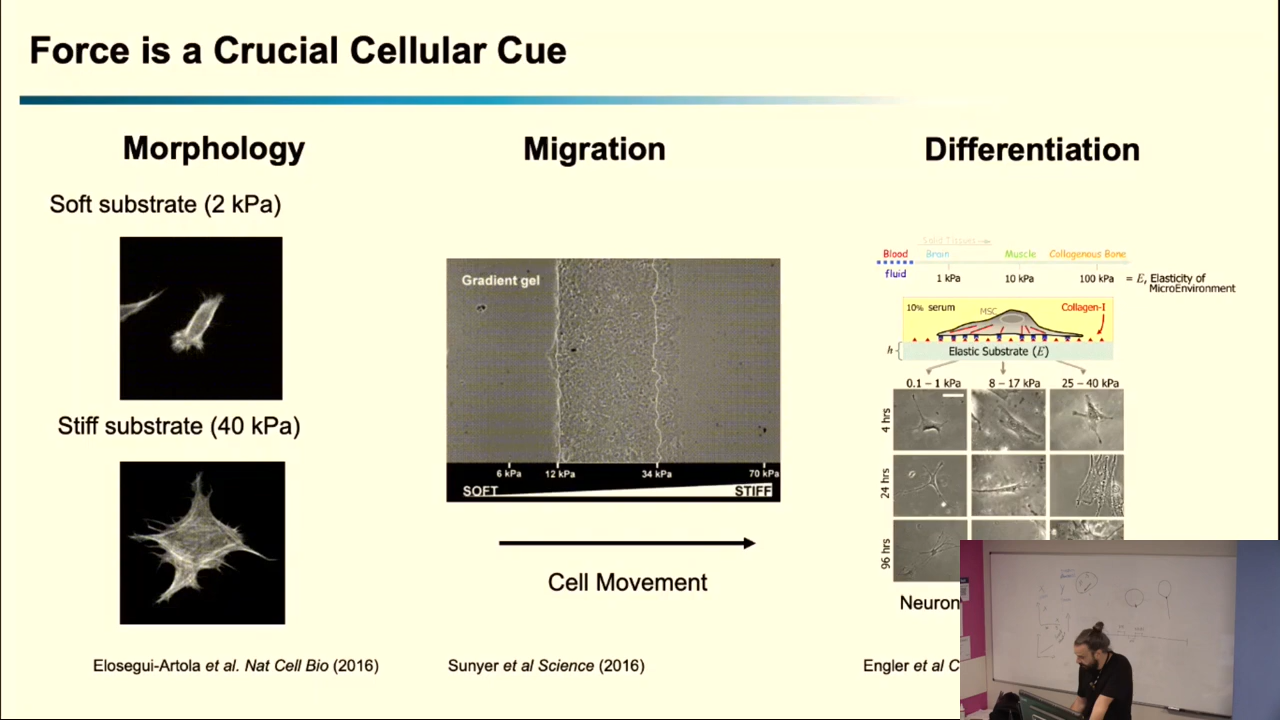 Force is a Crucial Cellular Cue
Morphology
Soft substrate (2 kPa)
Stiff substrate (40 kPa)
Elosegui-Artola et al. Nat Cell Bio (2016)
Migration
Gradient gel
6 kPa 12 kPa 34 kPa 70 kPa
SOFT STIFF
Cell Movement
Sunyer et al Science (2016)
Differentiation
Solid Tissues
Blood Brain Muscle Collagenous Bone
fluid 1 kPa 10 kPa 100 kPa = E, Elasticity of
MicroEnvironment
10% serum MSC Collagen-I
h
Elastic Substrate (E)
0.1 – 1 kPa 8 – 17 kPa 25 – 40 kPa
4 hrs
24 hrs
96 hrs
Neuron
Engler et al C